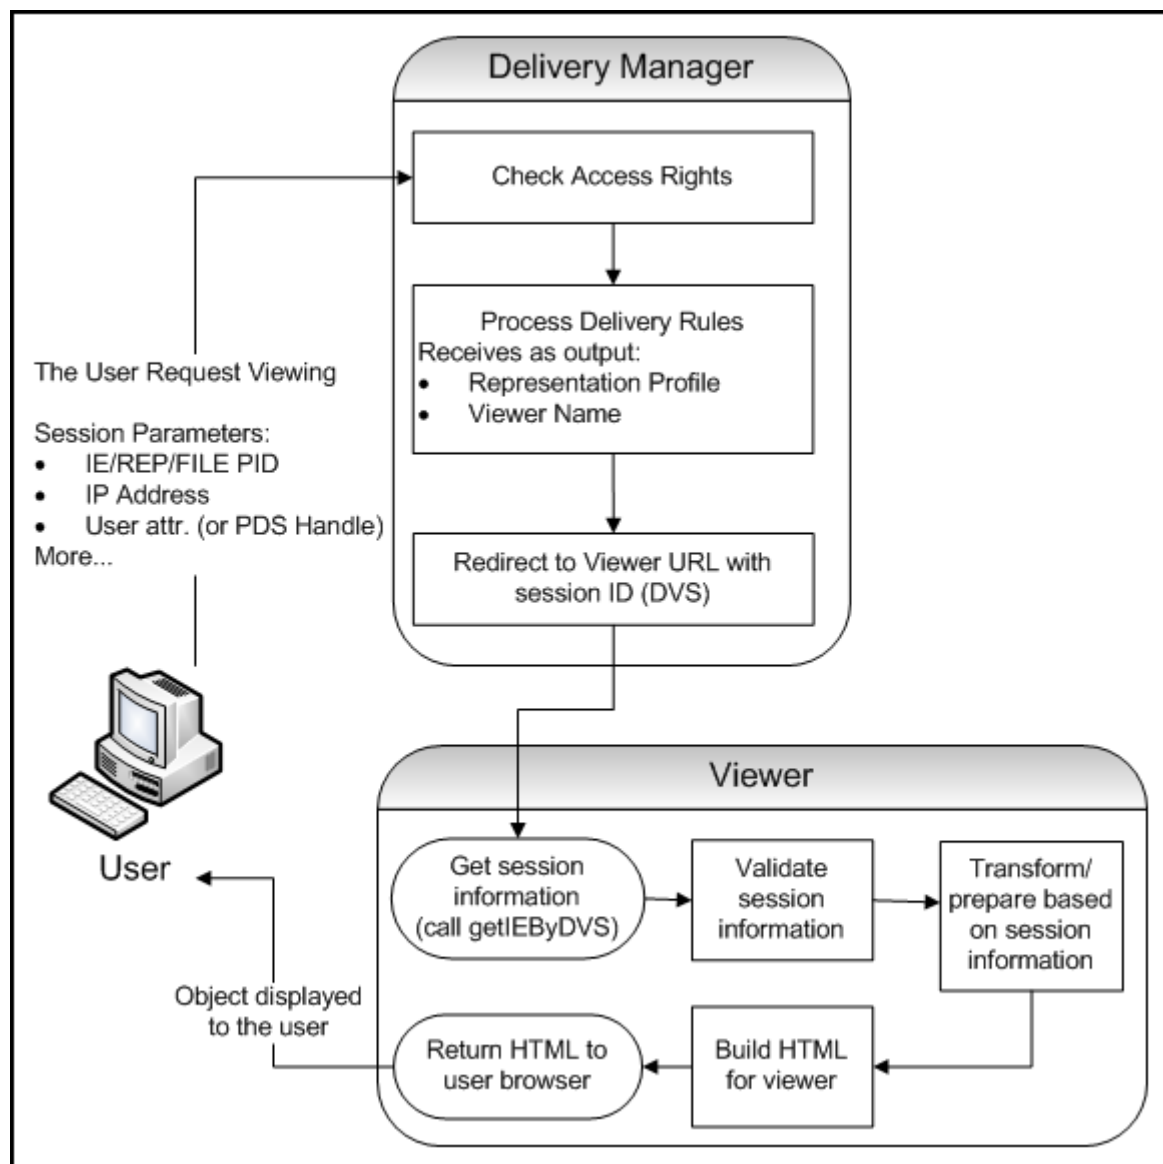 Delivery Manager
Check Access Rights
Process Delivery Rules
Receives as output:
• Representation Profile
• Viewer Name
Redirect to Viewer URL with
session ID (DVS)
The User Request Viewing
Session Parameters:
• IE/REP/FILE PID
• IP Address
• User attr. (or PDS Handle)
More...
User
Viewer
Get session
information
(call getIEByDVS)
Validate
session
information
Transform/
prepare based
on session
information
Build HTML
for viewer
Return HTML to
user browser
Object displayed
to the user